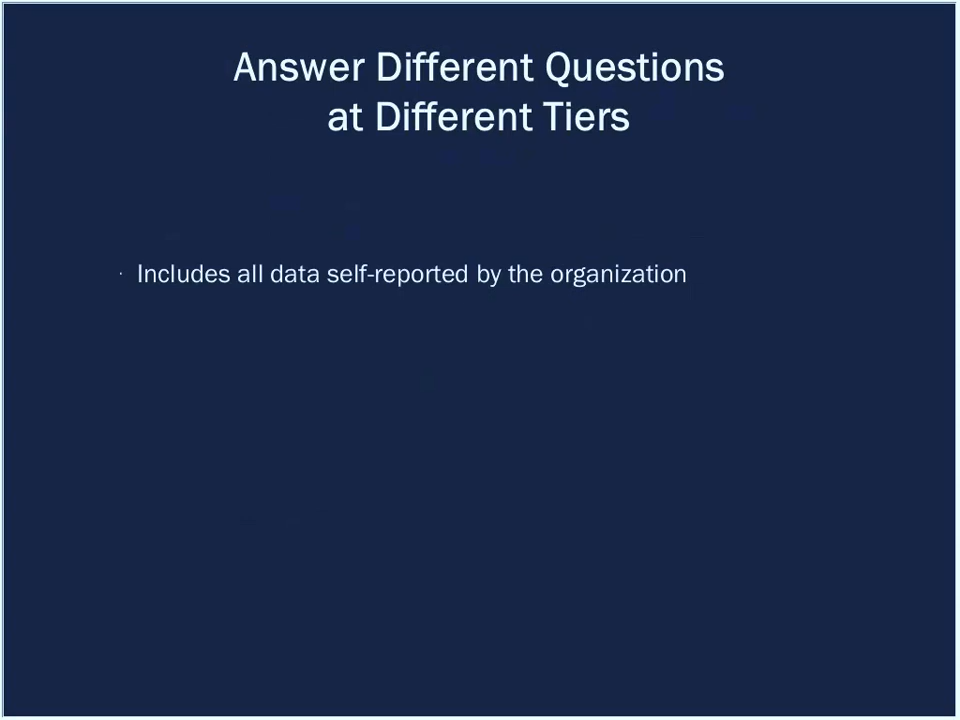 Answer Different Questions
at Different Tiers
· Includes all data self-reported by the organization